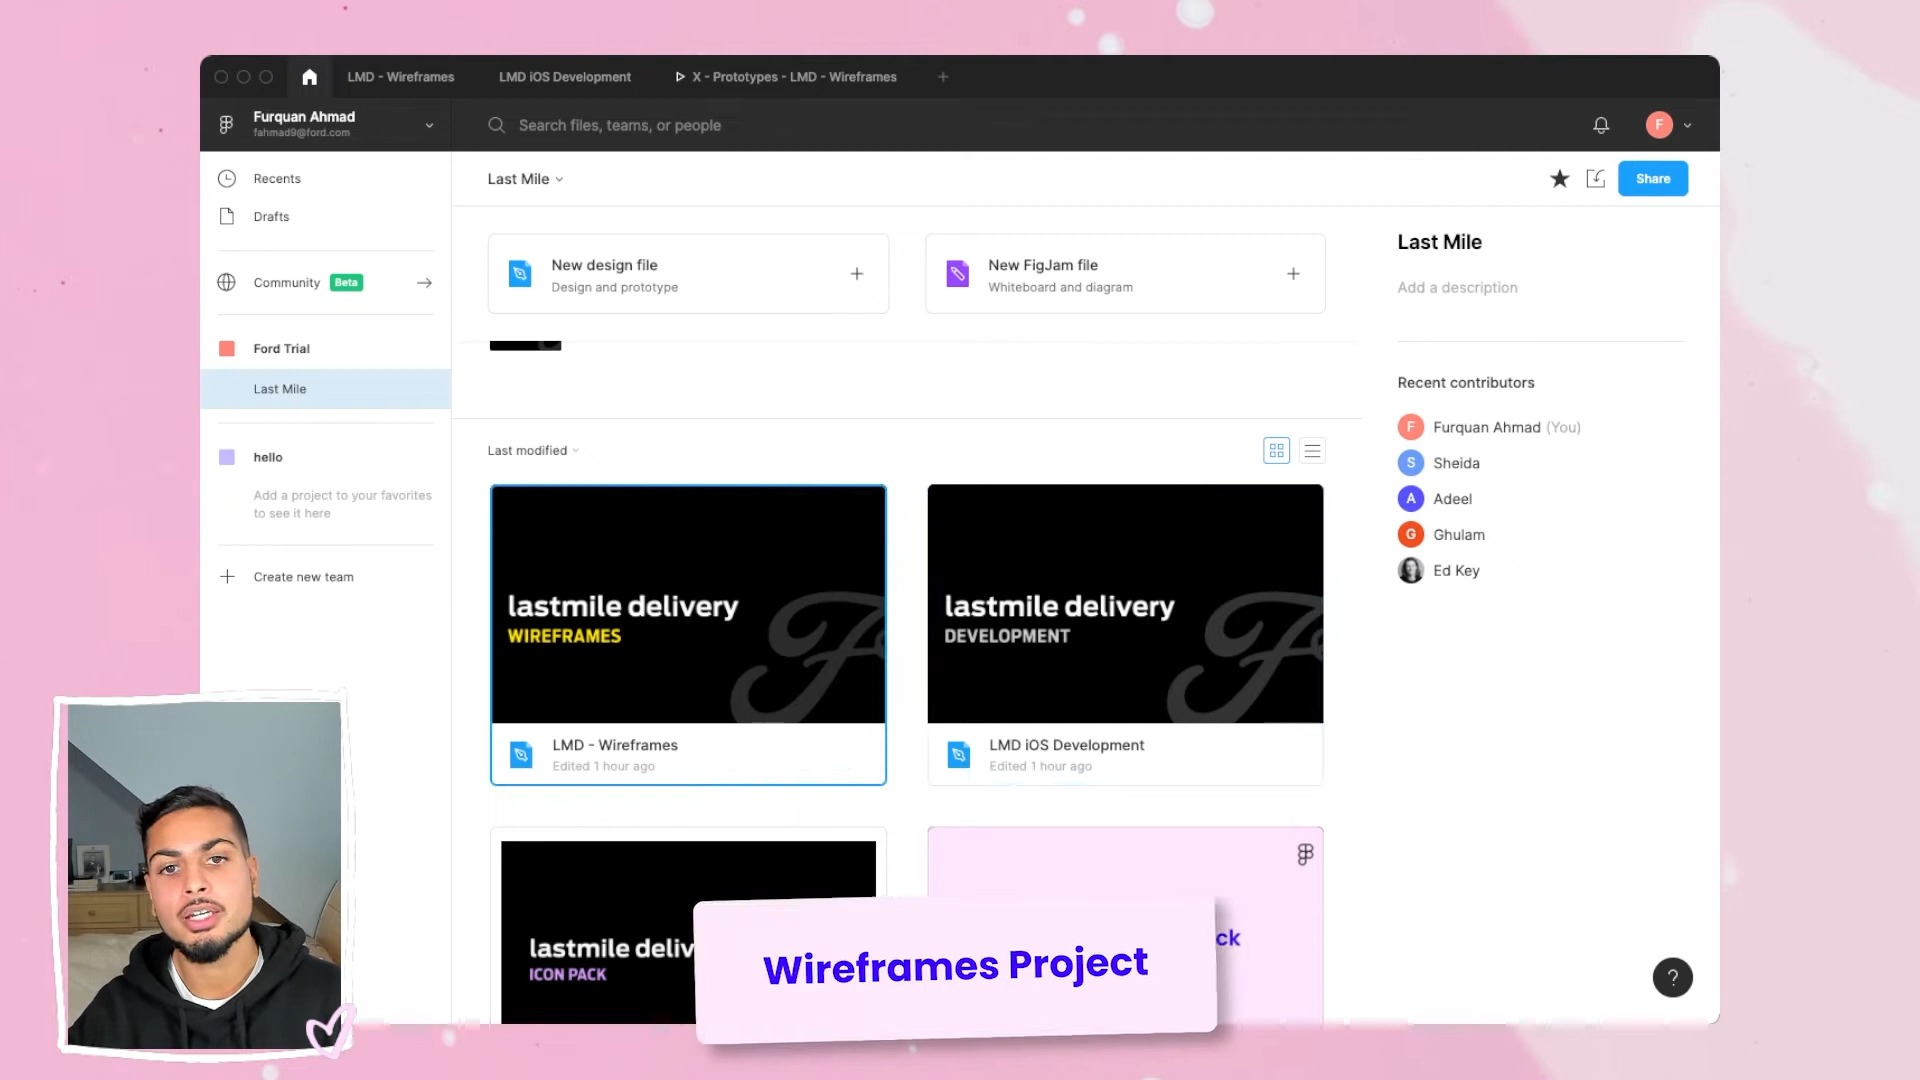 LMD - Wireframes
LMD iOS Development
X - Prototypes - LMD - Wireframes
Furquan Ahmad
fahmad9@ford.com
Search files, teams, or people
F
Recents
Drafts
Community Beta
Ford Trial
Last Mile
hello
Add a project to your favorites
to see it here
Create new team
Last Mile
Share
New design file
Design and prototype
New FigJam file
Whiteboard and diagram
Last modified
lastmile delivery
WIREFRAMES
LMD - Wireframes
Edited 1 hour ago
lastmile delivery
DEVELOPMENT
LMD iOS Development
Edited 1 hour ago
lastmile deliv
ICON PACK
ck
Wireframes Project
Last Mile
Add a description
Recent contributors
F Furquan Ahmad (You)
S Sheida
A Adeel
G Ghulam
Ed Key
?